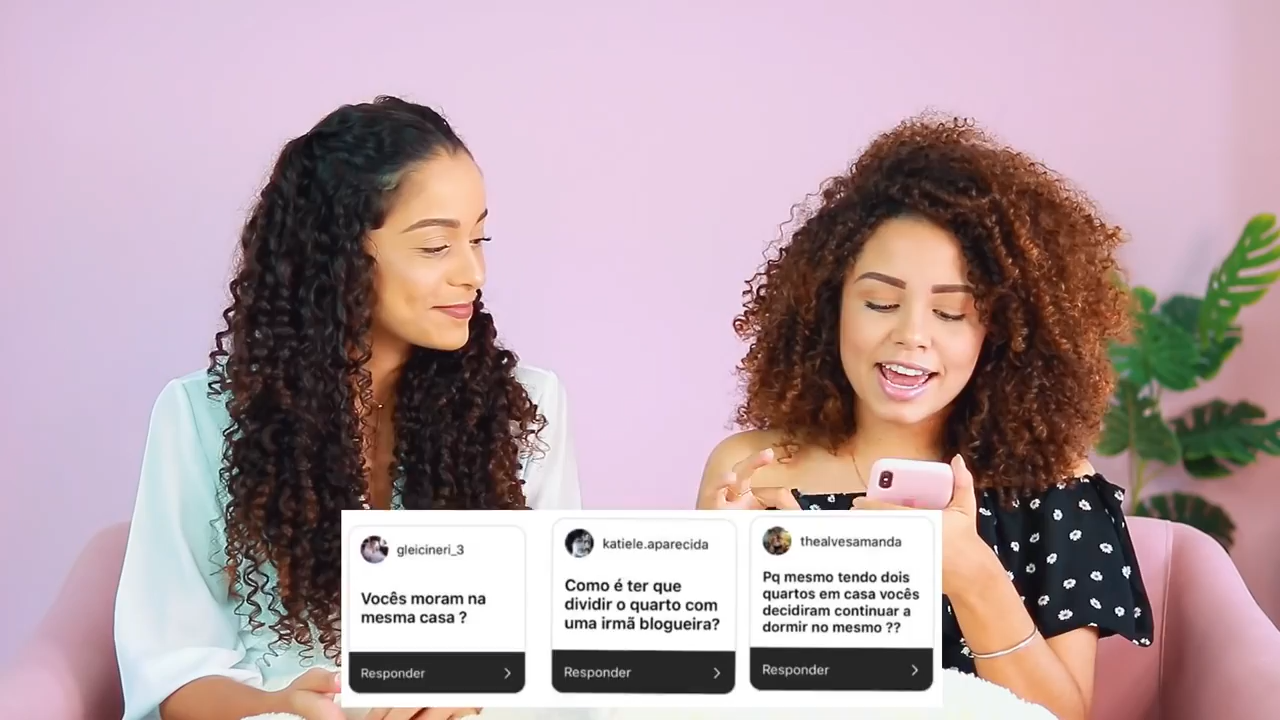 gleicineri_3
Vocês moram na
mesma casa ?
Responder
katiele.aparecida
Como é ter que
dividir o quarto com
uma irmã blogueira?
Responder
thealvesamanda
Pq mesmo tendo dois
quartos em casa vocês
decidiram continuar a
dormir no mesmo ??
Responder